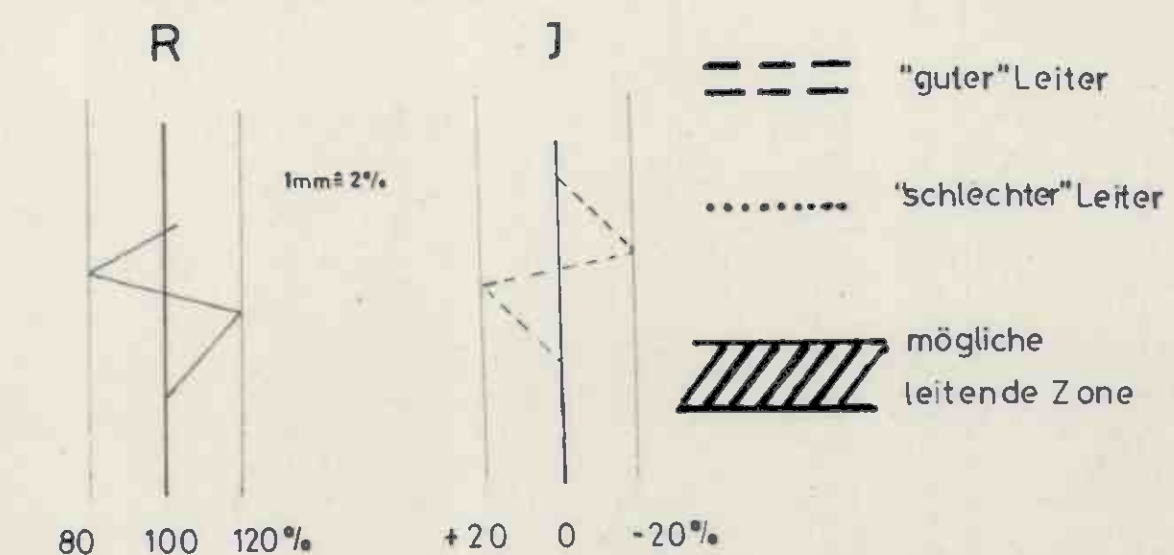 R J
"guter" Leiter
1mm≙2%
"schlechter" Leiter
mögliche
leitende Zone
80 100 120% +20 0 -20%